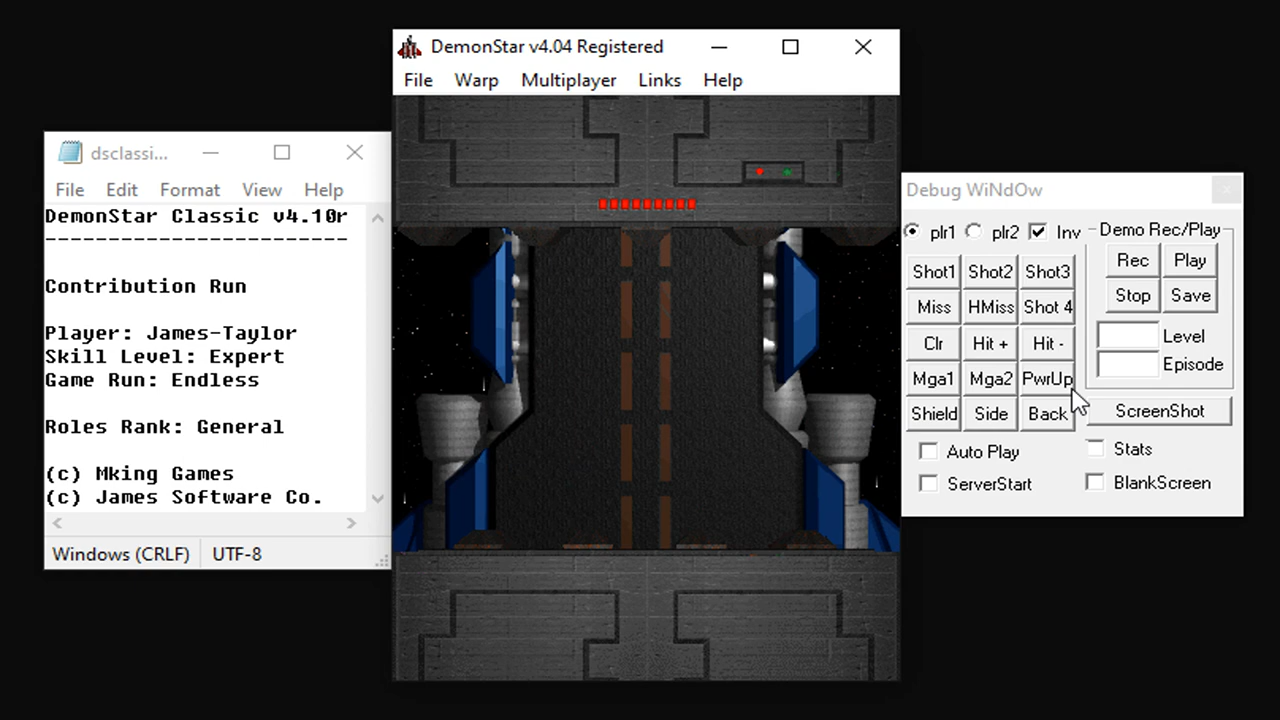 dsclassi...
File Edit Format View Help
DemonStar Classic v4.10r
------------------------
Contribution Run
Player: James-Taylor
Skill Level: Expert
Game Run: Endless
Roles Rank: General
(c) Mking Games
(c) James Software Co.
Windows (CRLF) UTF-8
DemonStar v4.04 Registered
File Warp Multiplayer Links Help
Debug WiNdOw
plr1 plr2 Inv
Shot1 Shot2 Shot3
Miss HMiss Shot 4
Clr Hit + Hit -
Mga1 Mga2 PwrUp
Shield Side Back
Auto Play
ServerStart
Demo Rec/Play
Rec Play
Stop Save
Level
Episode
ScreenShot
Stats
BlankScreen